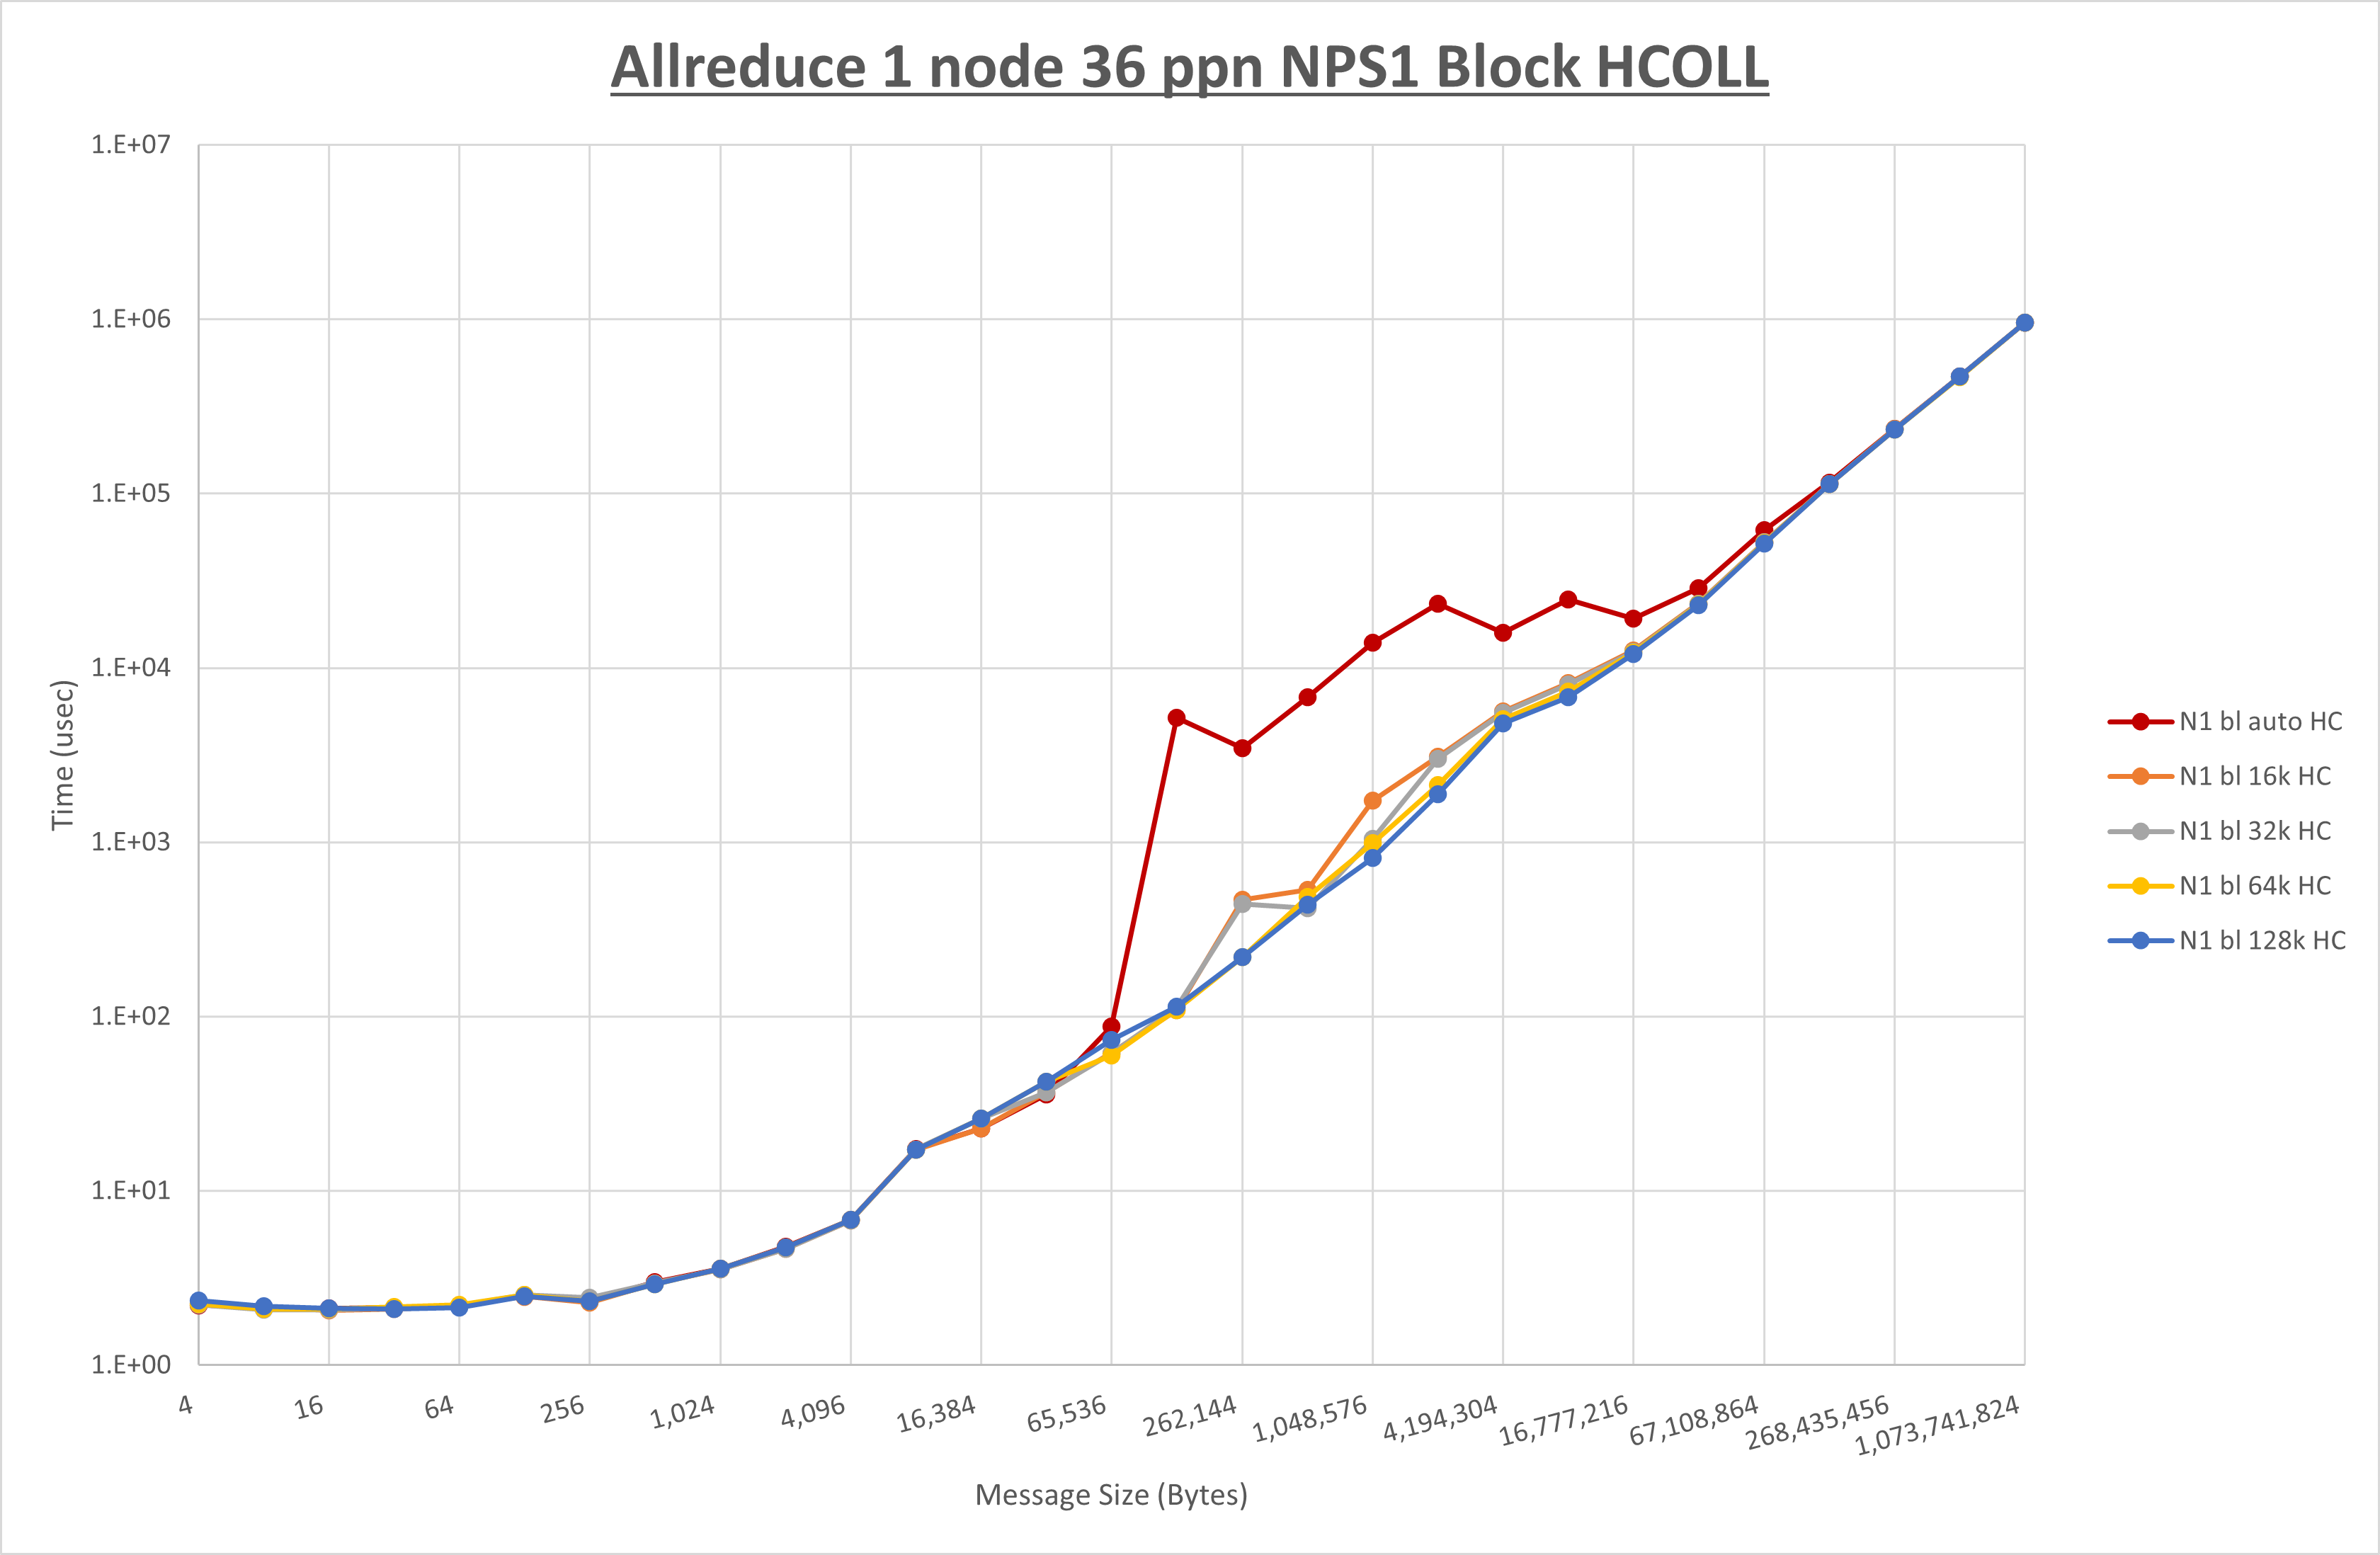 Allreduce 1 node 36 ppn NPS1 Block HCOLL
1.E+07
1.E+06
1.E+05
1.E+04
1.E+03
1.E+02
1.E+01
1.E+00
Time (usec)
4
16
64
256
1,024
4,096
16,384
65,536
262,144
1,048,576
4,194,304
16,777,216
67,108,864
268,435,456
1,073,741,824
Message Size (Bytes)
N1 bl auto HC
N1 bl 16k HC
N1 bl 32k HC
N1 bl 64k HC
N1 bl 128k HC